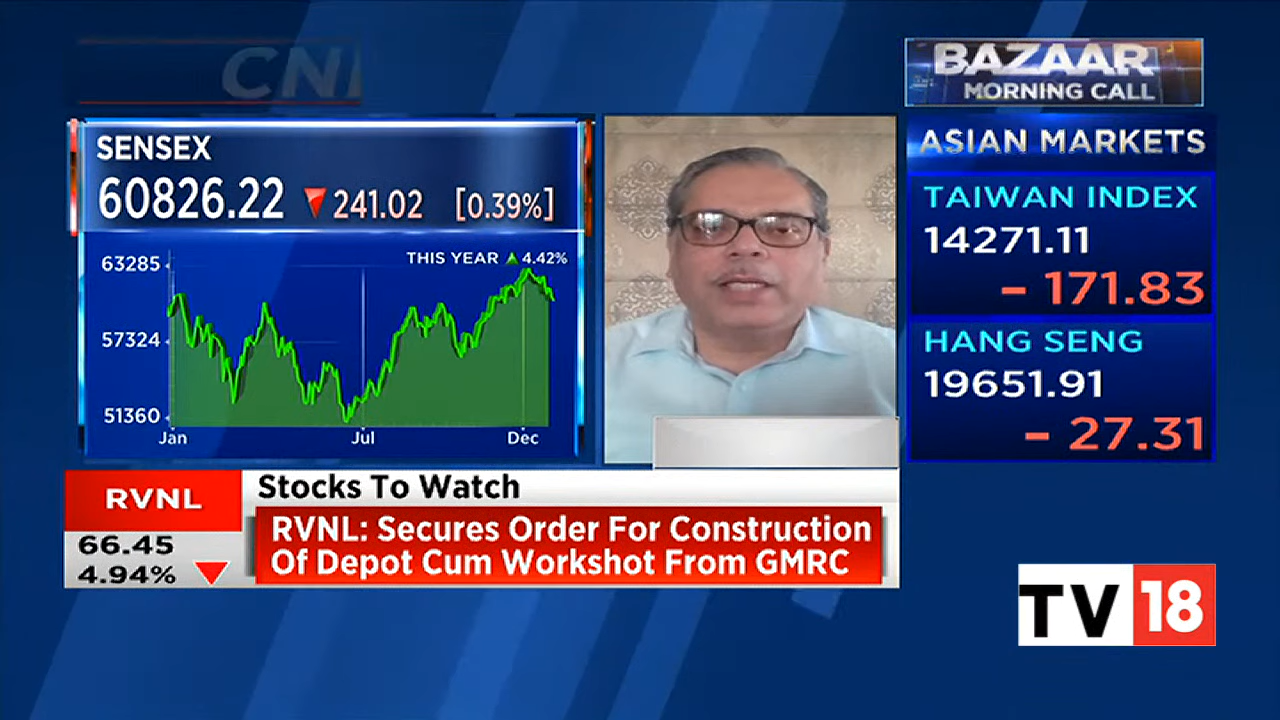 CN
BAZAAR
MORNING CALL
SENSEX
60826.22 ▼ 241.02 [0.39%]
THIS YEAR ▲ 4.42%
63285
57324
51360
Jan Jul Dec
ASIAN MARKETS
TAIWAN INDEX
14271.11
- 171.83
HANG SENG
19651.91
- 27.31
RVNL
66.45
4.94% ▼
Stocks To Watch
RVNL: Secures Order For Construction
Of Depot Cum Workshot From GMRC
TV18